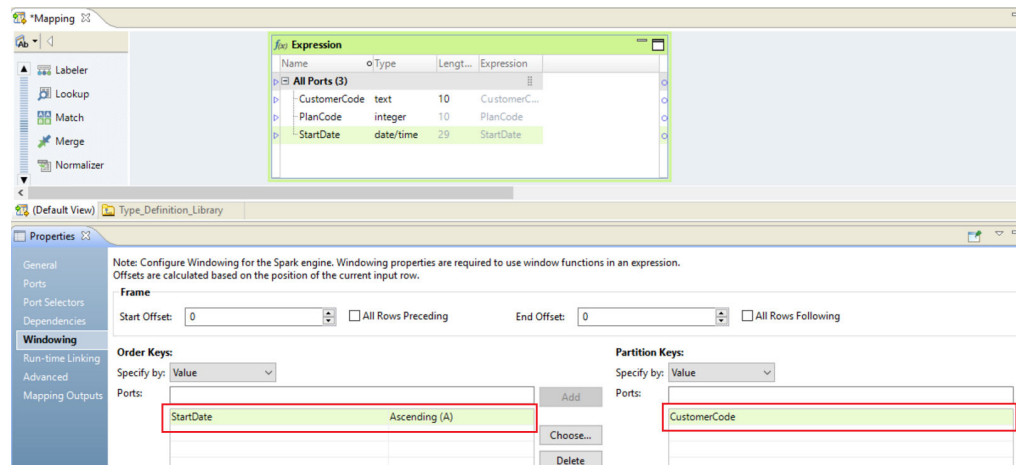 *Mapping
Ab
Labeler
Lookup
Match
Merge
Normalizer
f(x) Expression
Name Type Lengt... Expression
All Ports (3)
CustomerCode text 10 CustomerC...
PlanCode integer 10 PlanCode
StartDate date/time 29 StartDate
(Default View) Type_Definition_Library
Properties
General
Ports
Port Selectors
Dependencies
Windowing
Run-time Linking
Advanced
Mapping Outputs
Note: Configure Windowing for the Spark engine. Windowing properties are required to use window functions in an expression.
Offsets are calculated based on the position of the current input row.
Frame
Start Offset: 0 All Rows Preceding End Offset: 0 All Rows Following
Order Keys:
Specify by: Value
Ports:
StartDate Ascending (A)
Add
Choose...
Delete
Partition Keys:
Specify by: Value
Ports:
CustomerCode